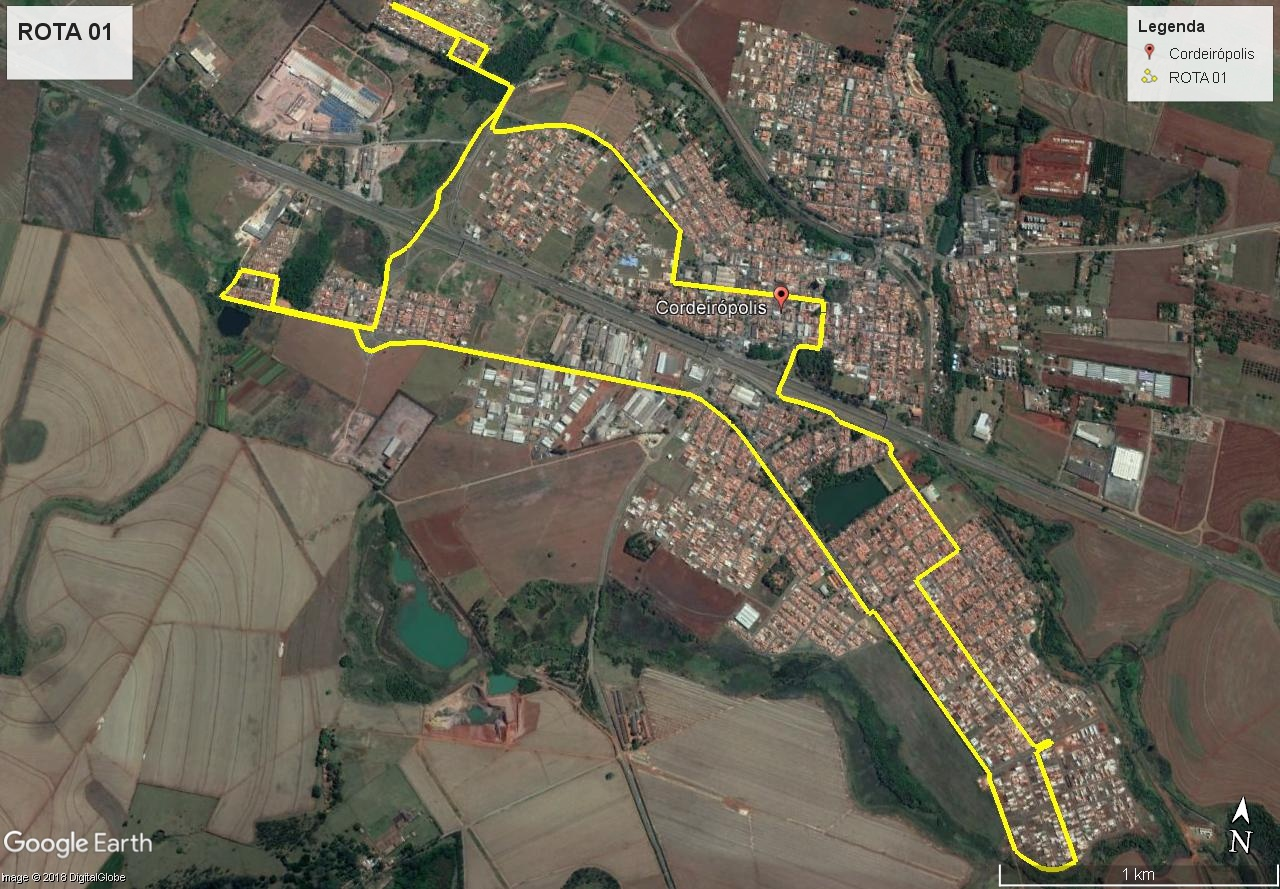 ROTA 01
Legenda
Cordeirópolis
ROTA 01
Cordeirópolis
Google Earth
Image © 2018 DigitalGlobe
N
1 km